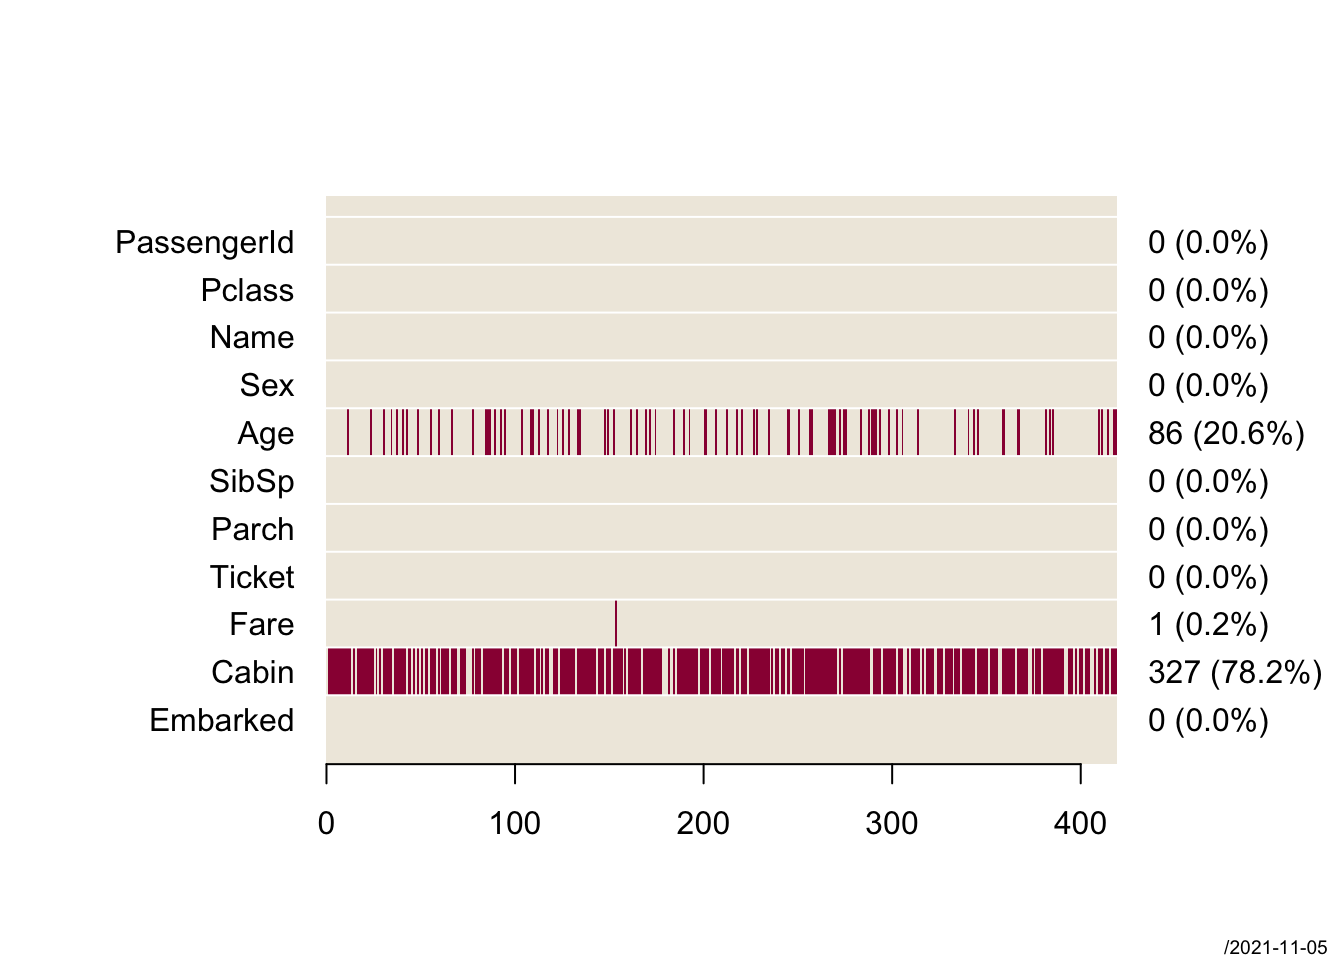 PassengerId 0 (0.0%)
Pclass 0 (0.0%)
Name 0 (0.0%)
Sex 0 (0.0%)
Age 86 (20.6%)
SibSp 0 (0.0%)
Parch 0 (0.0%)
Ticket 0 (0.0%)
Fare 1 (0.2%)
Cabin 327 (78.2%)
Embarked 0 (0.0%)
0 100 200 300 400
/2021-11-05